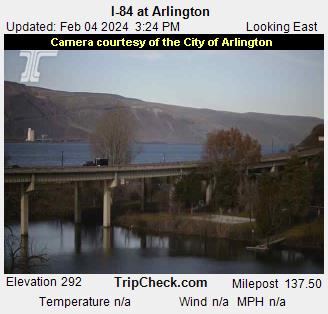 I-84 at Arlington
Updated: Feb 04 2024 3:24 PM Looking East
Camera courtesy of the City of Arlington
Elevation 292 TripCheck.com Milepost 137.50
Temperature n/a Wind n/a MPH n/a